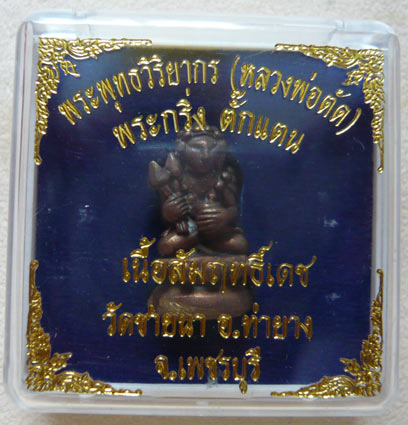 พระพุทธวิริยากร (หลวงพ่อตัด)
พระกริ่ง ตั๊กแตน
เนื้อสัมฤทธิ์เดช
วัดชายนา อ.ท่ายาง
จ.เพชรบุรี